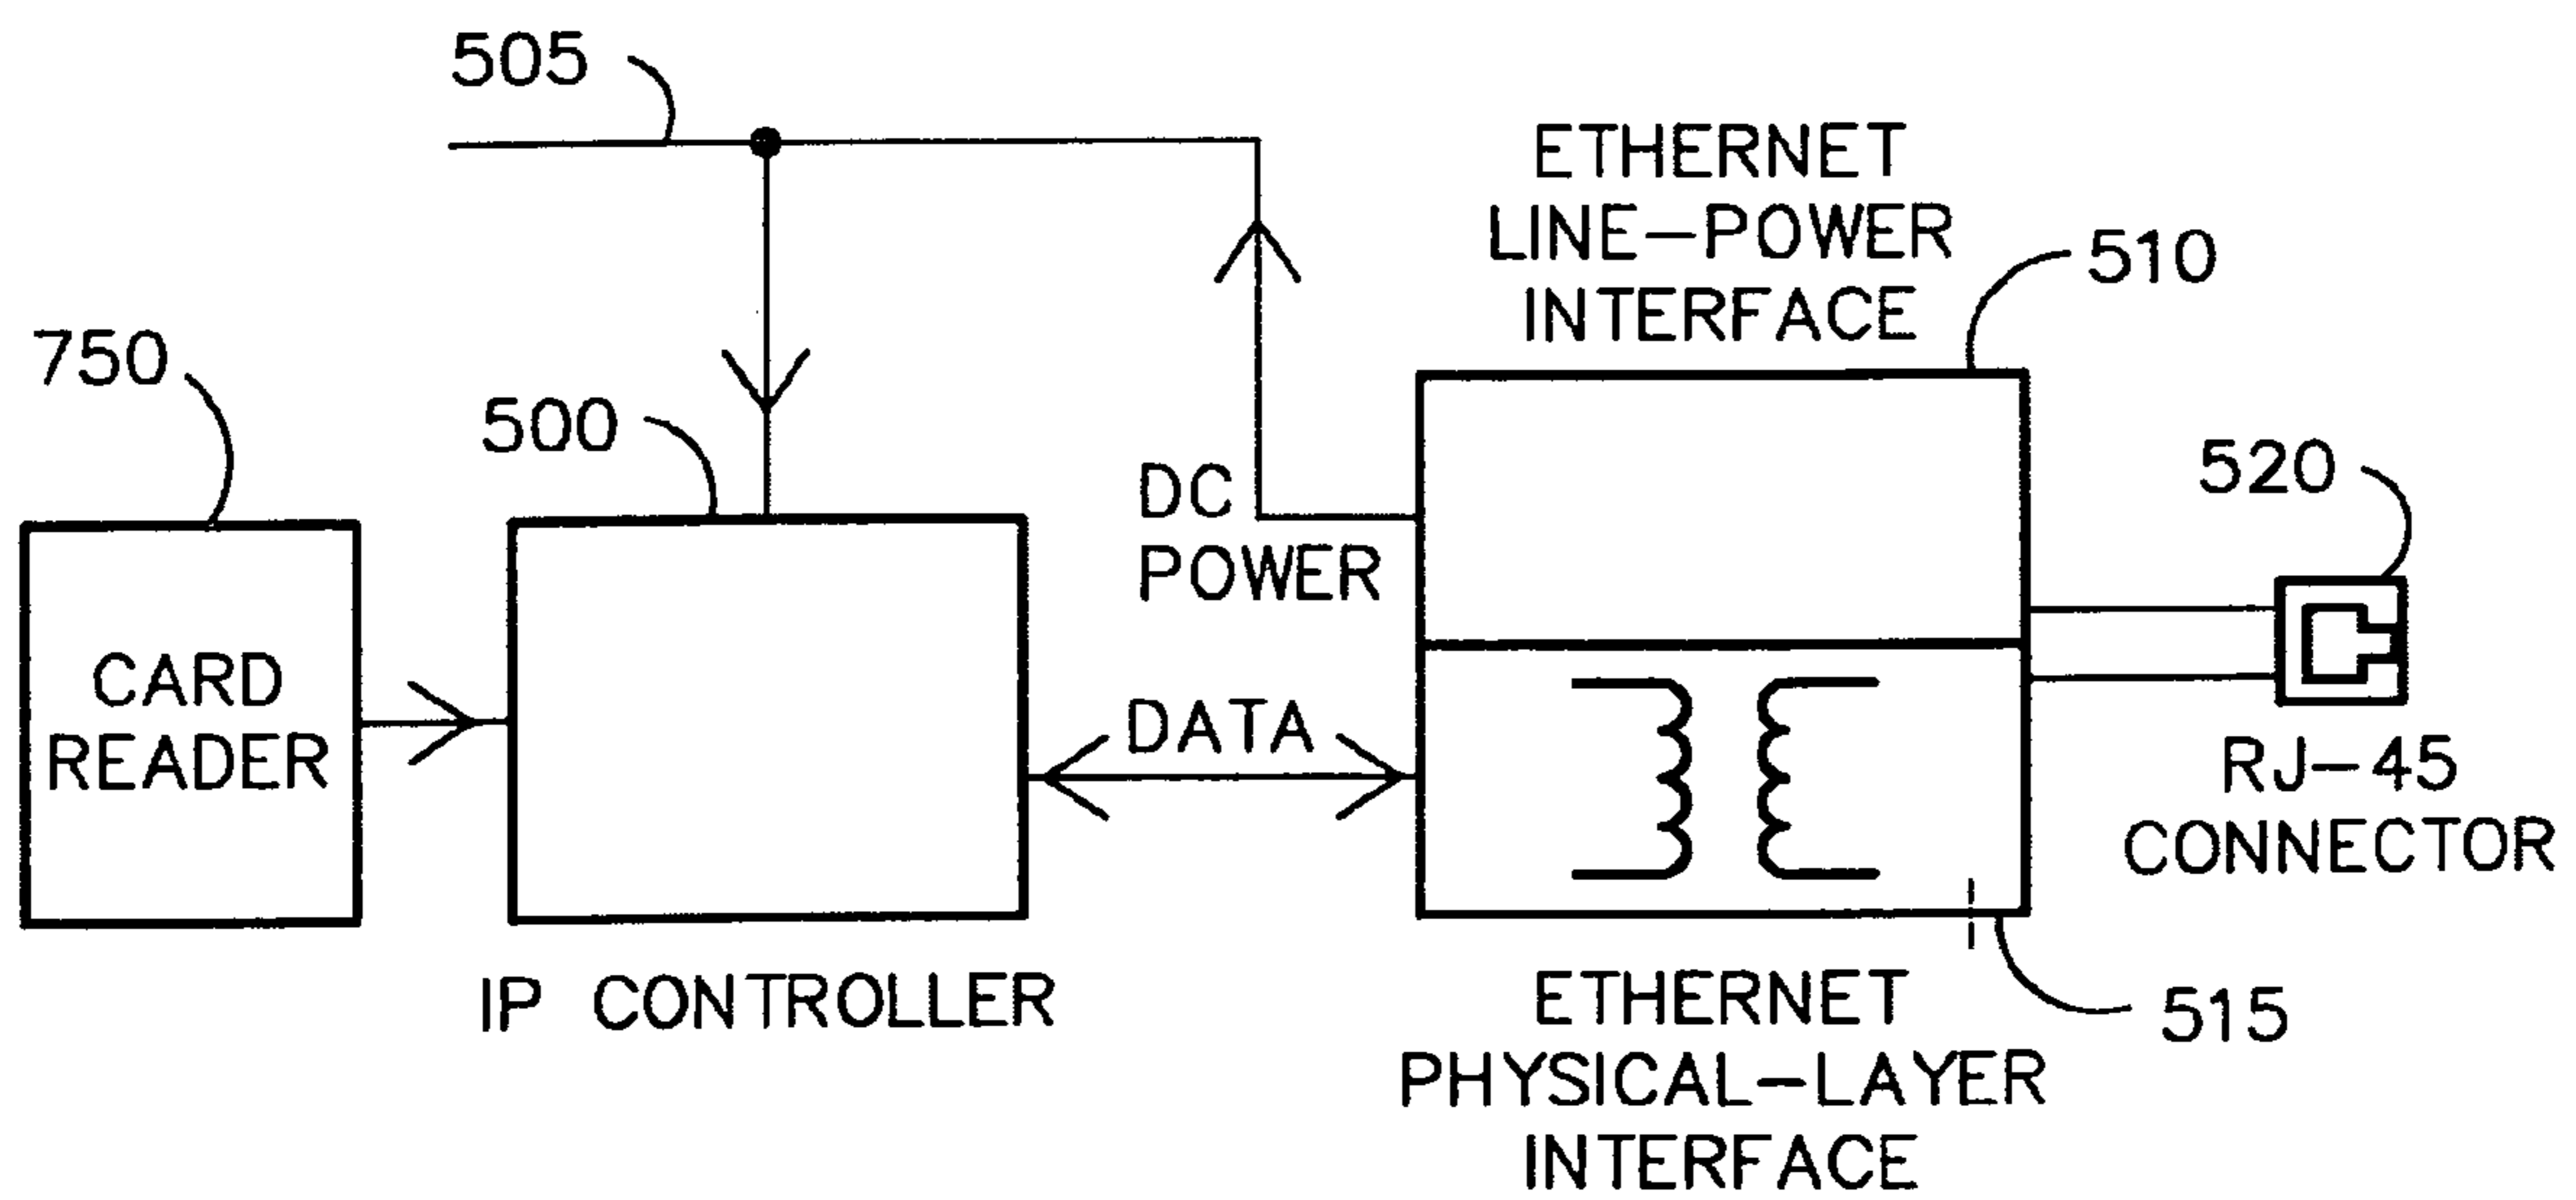 505
ETHERNET
LINE-POWER
INTERFACE
510
750
500
DC
POWER
520
CARD
READER
DATA
RJ-45
CONNECTOR
IP CONTROLLER
ETHERNET
PHYSICAL-LAYER
INTERFACE
515